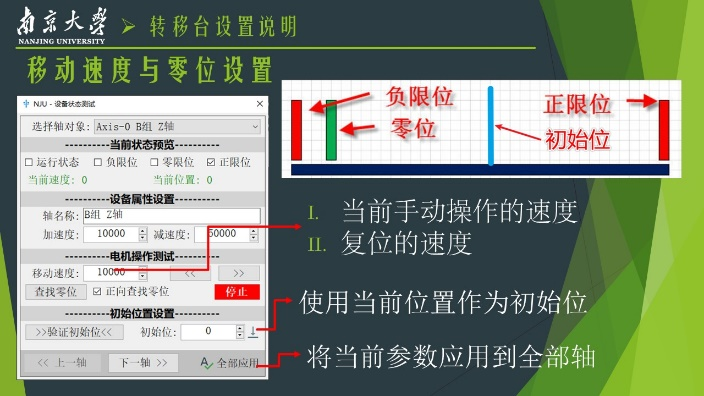 南京大学
NANJING UNIVERSITY
➢ 转移台设置说明
移动速度与零位设置
NJU - 设备状态测试
选择轴对象: Axis-0 B组 Z轴
----------当前状态预览----------
运行状态 负限位 零限位 正限位
当前速度: 0 当前位置: 0
----------设备属性设置----------
轴名称: B组 Z轴
加速度: 10000 减速度: 50000
----------电机操作测试----------
移动速度: 10000 << >>
查找零位 正向查找零位 停止
----------初始位置设置----------
>>验证初始位<< 初始位: 0
<< 上一轴 下一轴 >> 全部应用
负限位
零位
正限位
初始位
I. 当前手动操作的速度
II. 复位的速度
使用当前位置作为初始位
将当前参数应用到全部轴